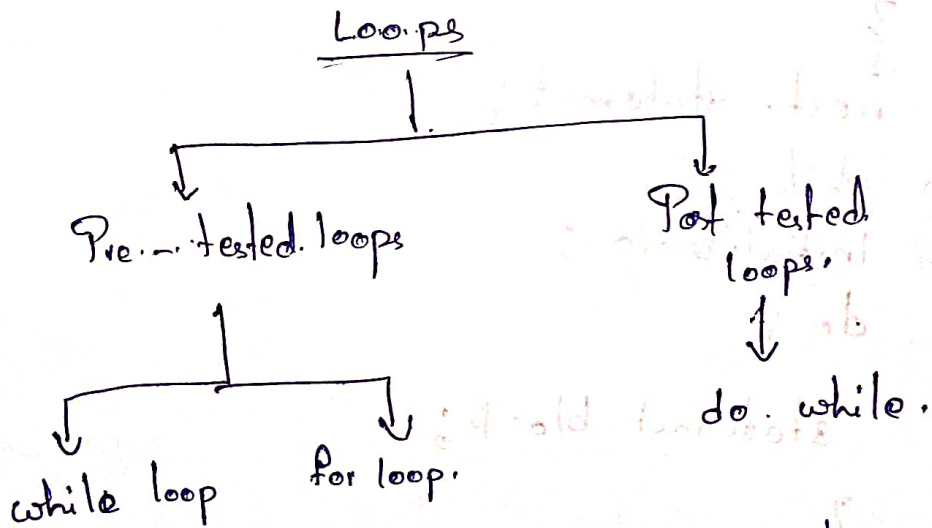 Loops
Pre-tested loops
Post tested
loops.
do while.
while loop
for loop.